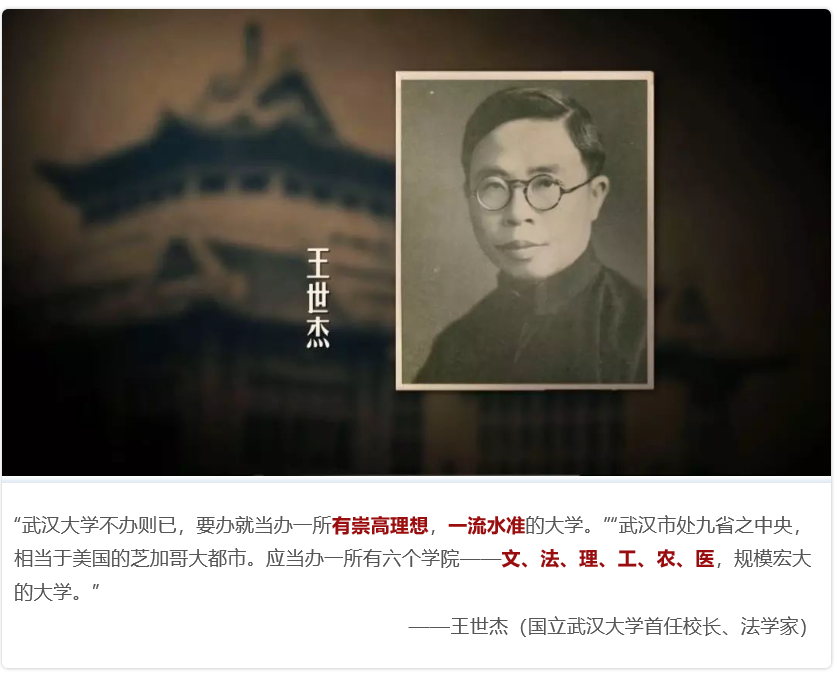 王世杰
“武汉大学不办则已，要办就当办一所有崇高理想，一流水准的大学。”“武汉市处九省之中央，
相当于美国的芝加哥大都市。应当办一所有六个学院——文、法、理、工、农、医，规模宏大
的大学。”
——王世杰（国立武汉大学首任校长、法学家）